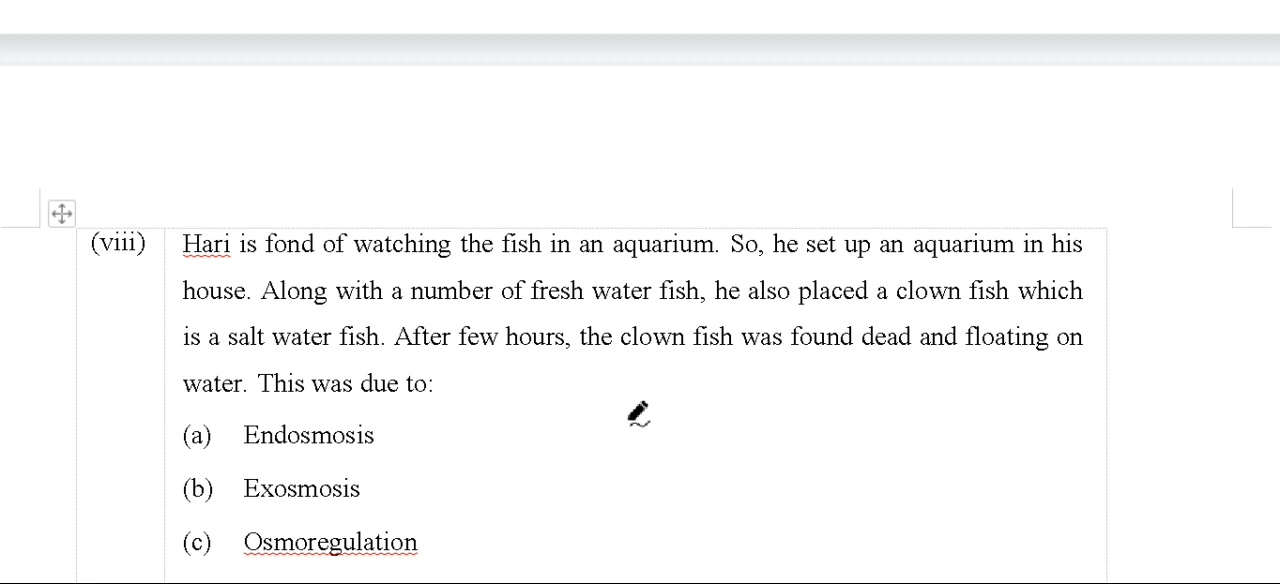 (viii) Hari is fond of watching the fish in an aquarium. So, he set up an aquarium in his
house. Along with a number of fresh water fish, he also placed a clown fish which
is a salt water fish. After few hours, the clown fish was found dead and floating on
water. This was due to:
(a) Endosmosis
(b) Exosmosis
(c) Osmoregulation